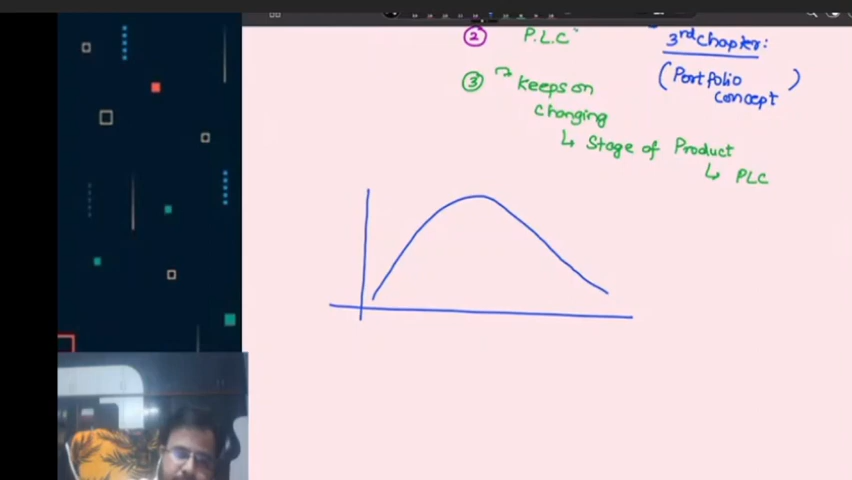 ② P.L.C
3rd Chapter:
(Portfolio
concept)
③ Keeps on
changing
↳ Stage of Product
↳ PLC